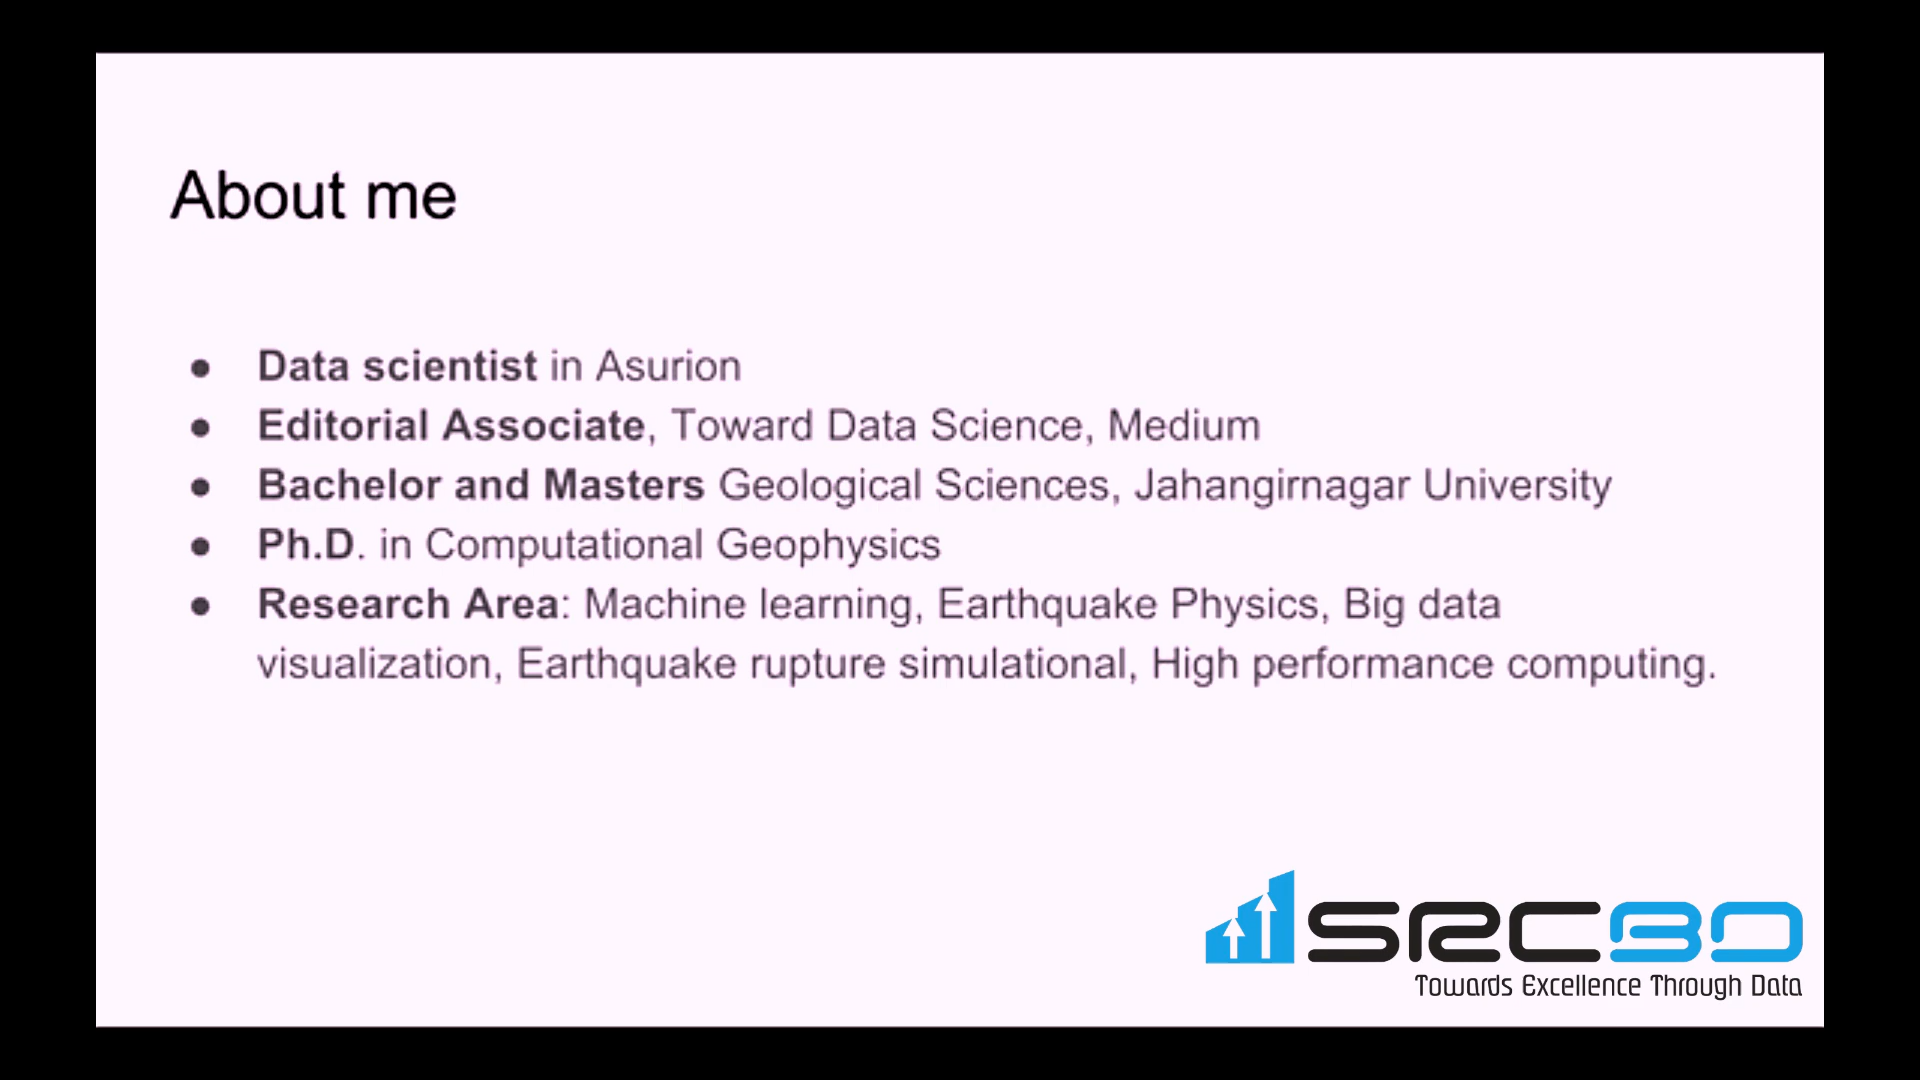 About me
● Data scientist in Asurion
● Editorial Associate, Toward Data Science, Medium
● Bachelor and Masters Geological Sciences, Jahangirnagar University
● Ph.D. in Computational Geophysics
● Research Area: Machine learning, Earthquake Physics, Big data
visualization, Earthquake rupture simulational, High performance computing.
SRCBD
Towards Excellence Through Data